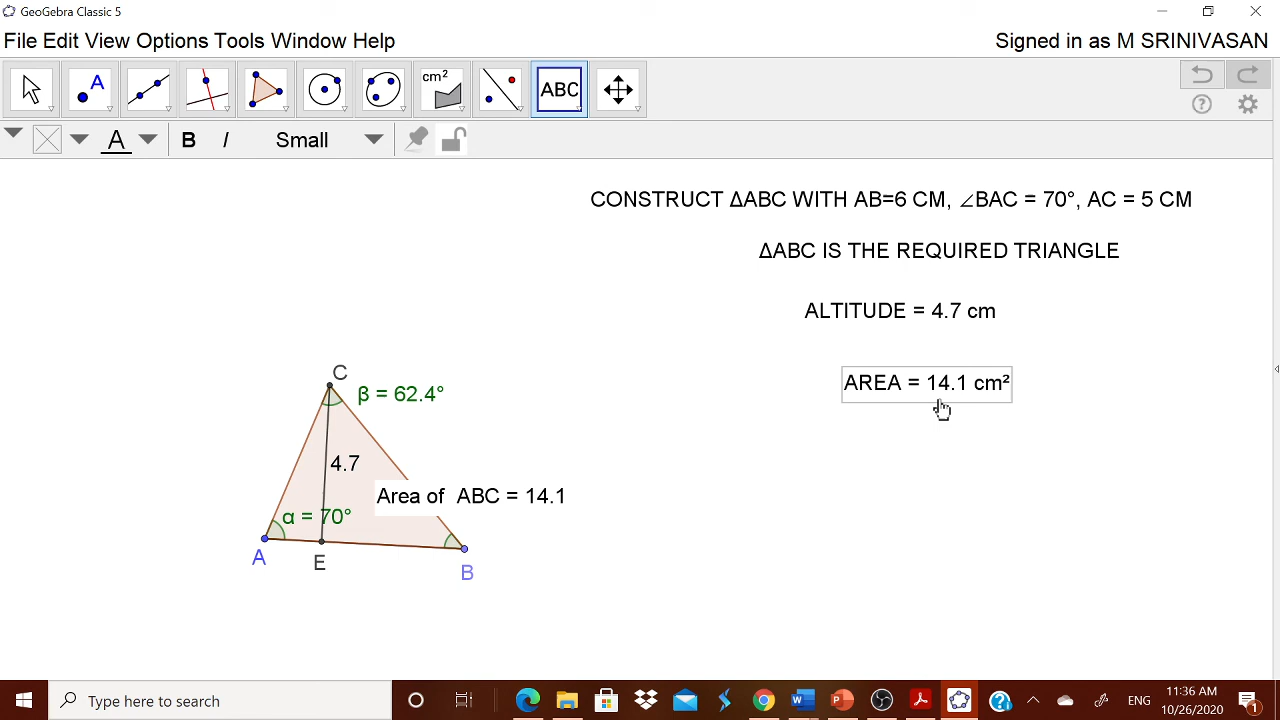 GeoGebra Classic 5
File Edit View Options Tools Window Help
Signed in as M SRINIVASAN
A
cm²
ABC
A B I Small
CONSTRUCT ΔABC WITH AB=6 CM, ∠BAC = 70°, AC = 5 CM
ΔABC IS THE REQUIRED TRIANGLE
ALTITUDE = 4.7 cm
AREA = 14.1 cm²
C
β = 62.4°
4.7
Area of ABC = 14.1
α = 70°
A
E
B
Type here to search
ENG
11:36 AM
10/26/2020
1